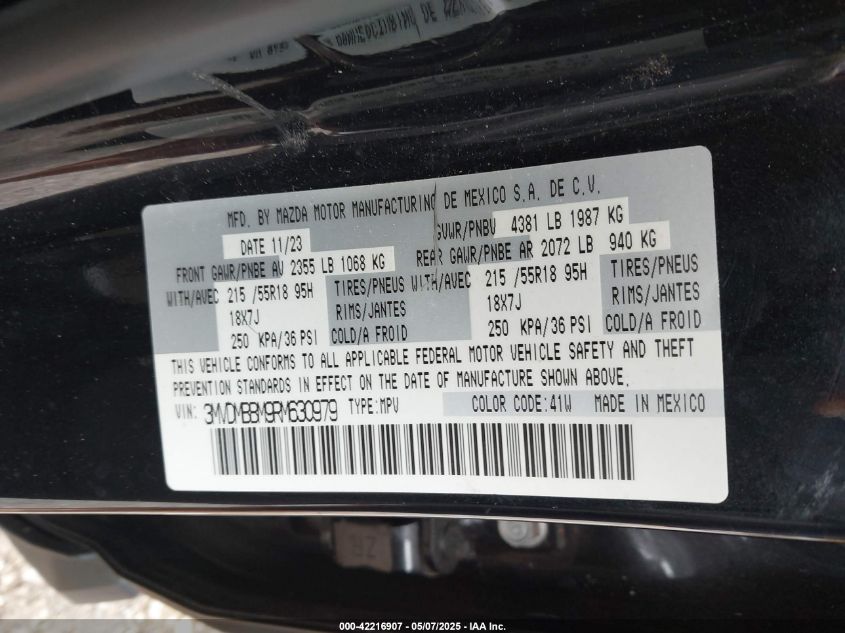 MFD. BY MAZDA MOTOR MANUFACTURING DE MEXICO S.A. DE C.V.
DATE 11/23 GVWR/PNBV 4381 LB 1987 KG
FRONT GAWR/PNBE AV 2355 LB 1068 KG REAR GAWR/PNBE AR 2072 LB 940 KG
WITH/AVEC 215 /55R18 95H TIRES/PNEUS WITH/AVEC 215 /55R18 95H TIRES/PNEUS
18X7J RIMS/JANTES 18X7J RIMS/JANTES
250 KPA/36 PSI COLD/A FROID 250 KPA/36 PSI COLD/A FROID
THIS VEHICLE CONFORMS TO ALL APPLICABLE FEDERAL MOTOR VEHICLE SAFETY AND THEFT
PREVENTION STANDARDS IN EFFECT ON THE DATE OF MANUFACTURE SHOWN ABOVE.
VIN: 3MVDMBBM9RM630979 TYPE:MPV COLOR CODE:41W MADE IN MEXICO
000-42216907 - 05/07/2025 - IAA Inc.